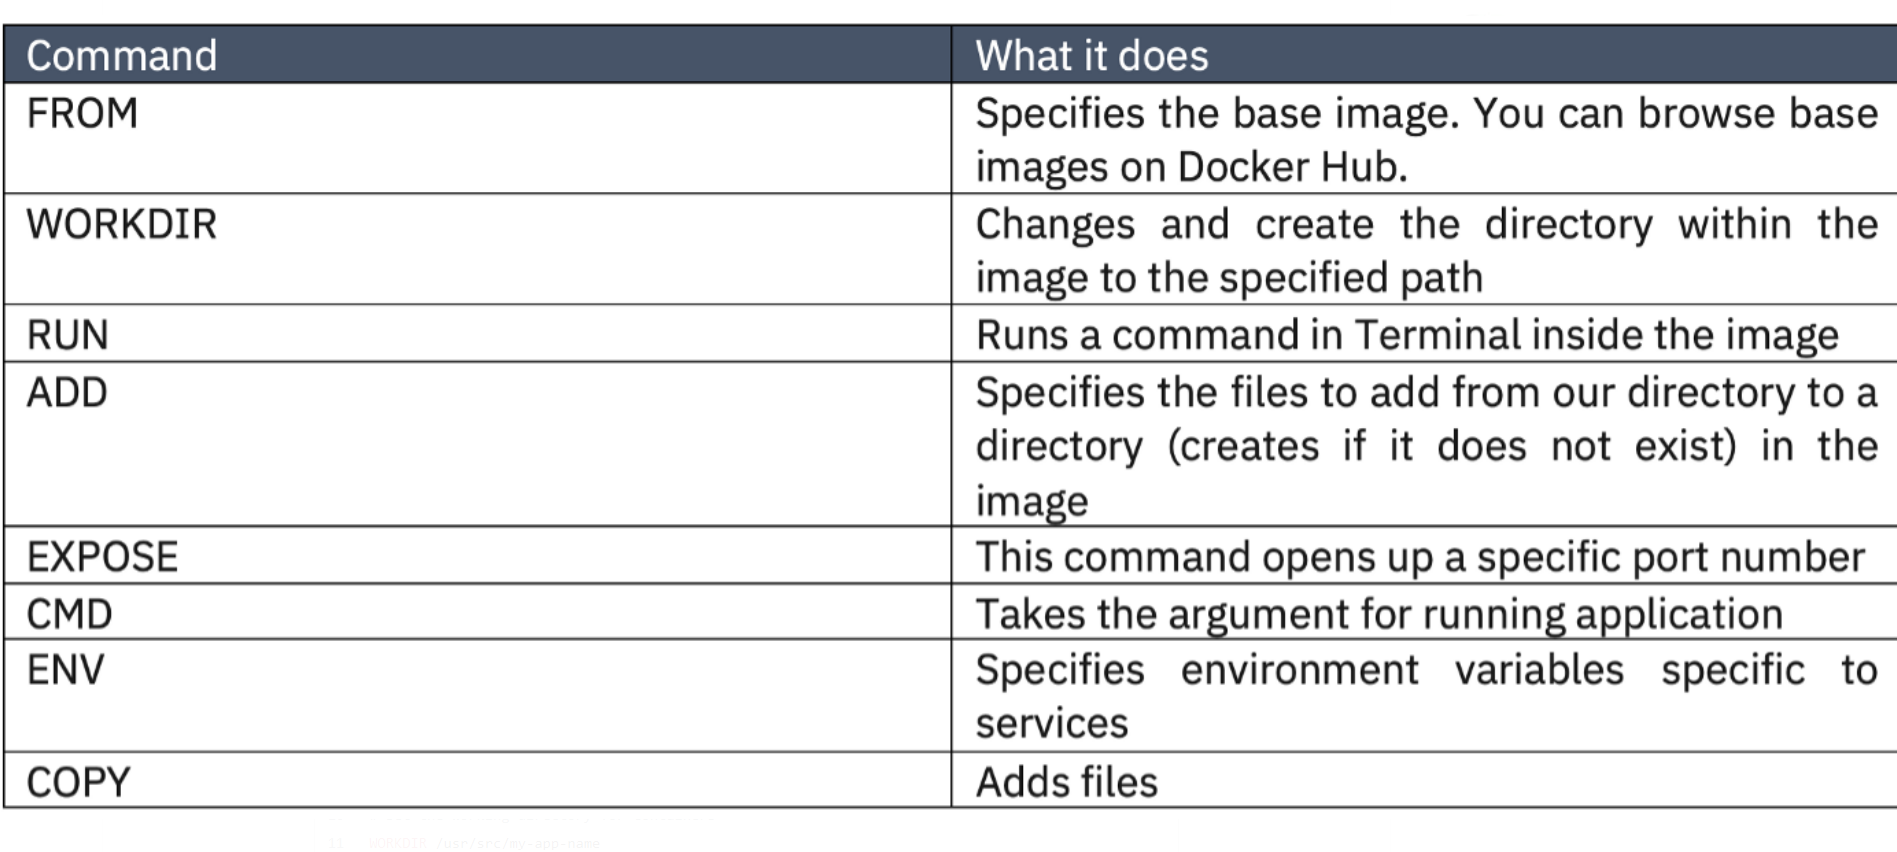 Command
What it does
FROM
Specifies the base image. You can browse base
images on Docker Hub.
WORKDIR
Changes and create the directory within the
image to the specified path
RUN
Runs a command in Terminal inside the image
ADD
Specifies the files to add from our directory to a
directory (creates if it does not exist) in the
image
EXPOSE
This command opens up a specific port number
CMD
Takes the argument for running application
ENV
Specifies environment variables specific to
services
COPY
Adds files
11 WORKDIR /usr/src/my-app-name